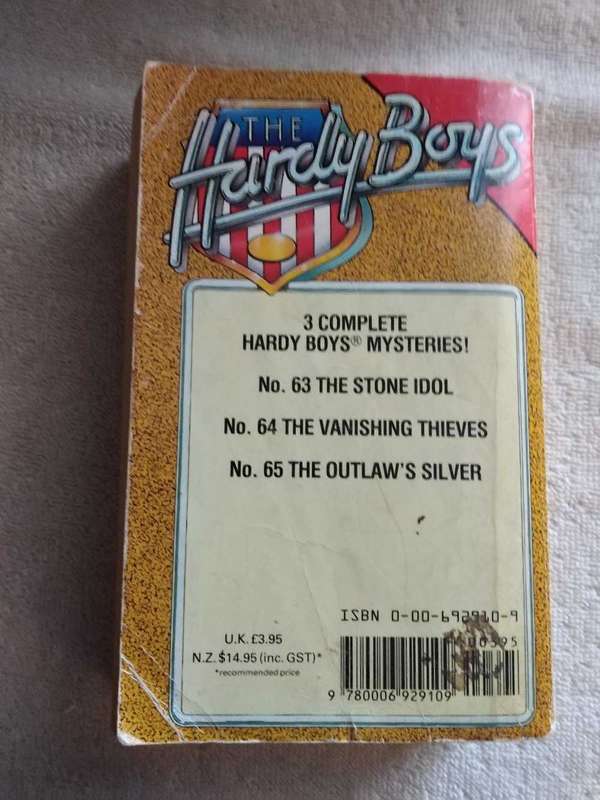 THE
Hardy Boys
3 COMPLETE
HARDY BOYS® MYSTERIES!
No. 63 THE STONE IDOL
No. 64 THE VANISHING THIEVES
No. 65 THE OUTLAW'S SILVER
ISBN 0-00-692910-9
U.K. £3.95
N.Z. $14.95 (inc. GST)*
*recommended price
00395
9 780006 929109